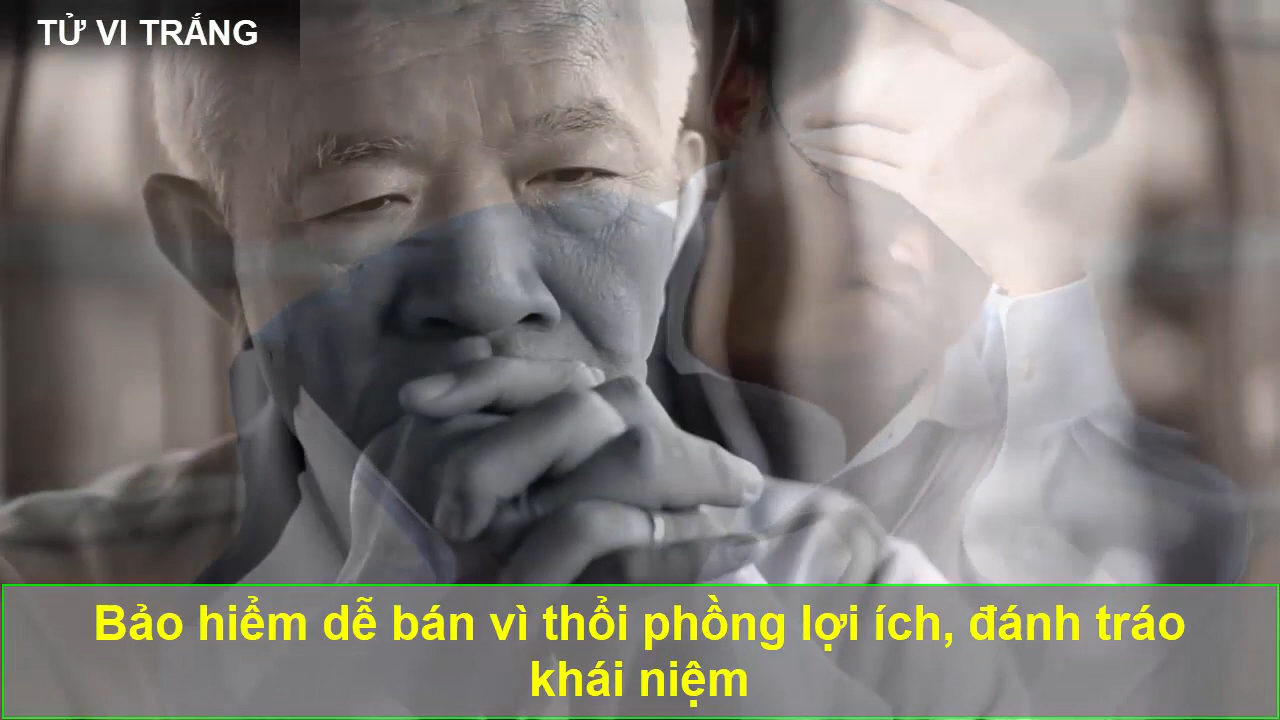 TỬ VI TRẮNG
Bảo hiểm dễ bán vì thổi phồng lợi ích, đánh tráo
khái niệm